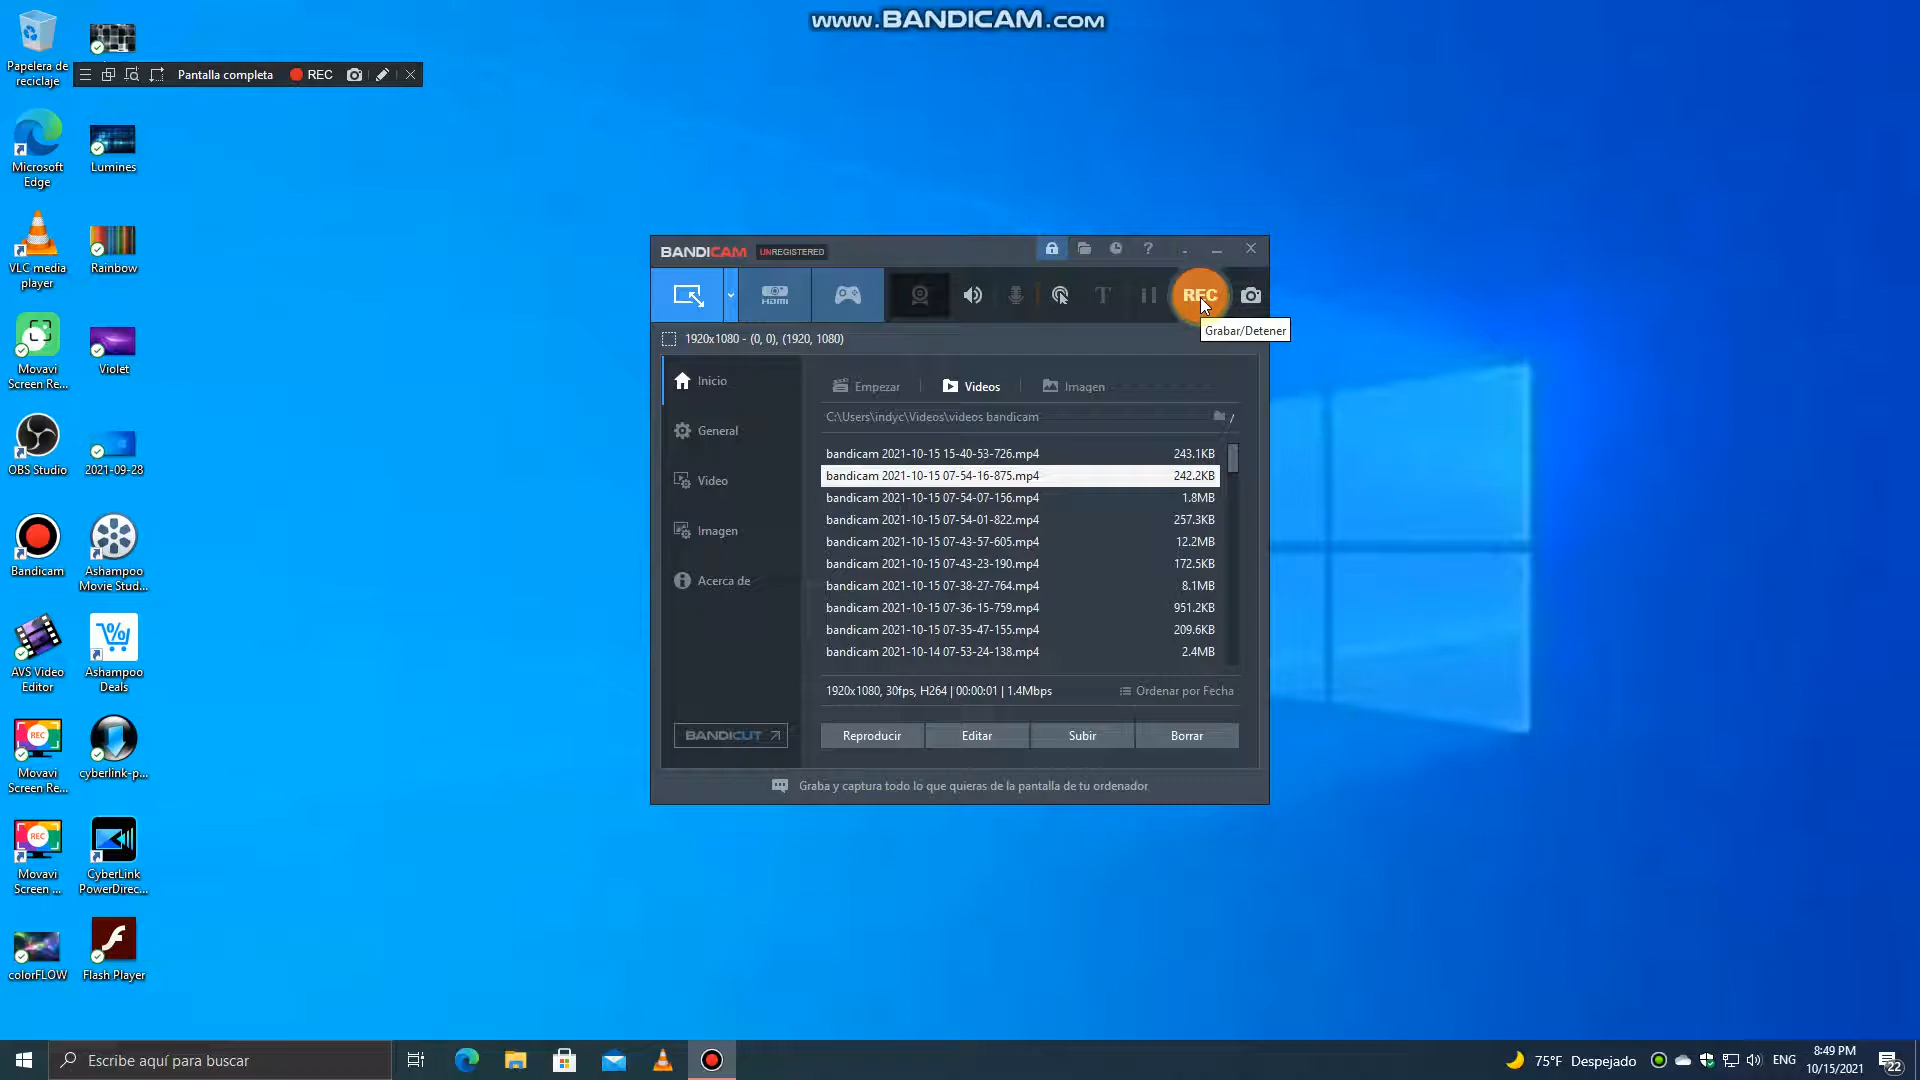 www.BANDICAM.com
Papelera de
reciclaje
Pantalla completa
REC
Microsoft
Edge
Lumines
VLC media
player
Rainbow
Movavi
Screen Re...
Violet
OBS Studio
2021-09-28
Bandicam
Ashampoo
Movie Stud...
AVS Video
Editor
Ashampoo
Deals
Movavi
Screen Re...
cyberlink-p...
Movavi
Screen ...
CyberLink
PowerDirec...
colorFLOW
Flash Player
BANDICAM UNREGISTERED
HDMI
REC
Grabar/Detener
1920x1080 - (0, 0), (1920, 1080)
Inicio
General
Video
Imagen
Acerca de
BANDICUT
Empezar
Videos
Imagen
C:\Users\indyc\Videos\videos bandicam
bandicam 2021-10-15 15-40-53-726.mp4 243.1KB
bandicam 2021-10-15 07-54-16-875.mp4 242.2KB
bandicam 2021-10-15 07-54-07-156.mp4 1.8MB
bandicam 2021-10-15 07-54-01-822.mp4 257.3KB
bandicam 2021-10-15 07-43-57-605.mp4 12.2MB
bandicam 2021-10-15 07-43-23-190.mp4 172.5KB
bandicam 2021-10-15 07-38-27-764.mp4 8.1MB
bandicam 2021-10-15 07-36-15-759.mp4 951.2KB
bandicam 2021-10-15 07-35-47-155.mp4 209.6KB
bandicam 2021-10-14 07-53-24-138.mp4 2.4MB
1920x1080, 30fps, H264 | 00:00:01 | 1.4Mbps
Ordenar por Fecha
Reproducir
Editar
Subir
Borrar
Graba y captura todo lo que quieras de la pantalla de tu ordenador
Escribe aquí para buscar
75°F Despejado
ENG
8:49 PM
10/15/2021
22